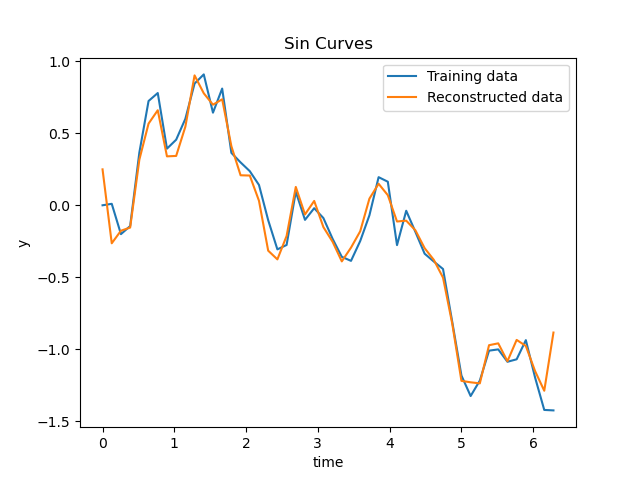 Sin Curves
Training data
Reconstructed data
1.0
0.5
0.0
−0.5
−1.0
−1.5
y
0 1 2 3 4 5 6
time